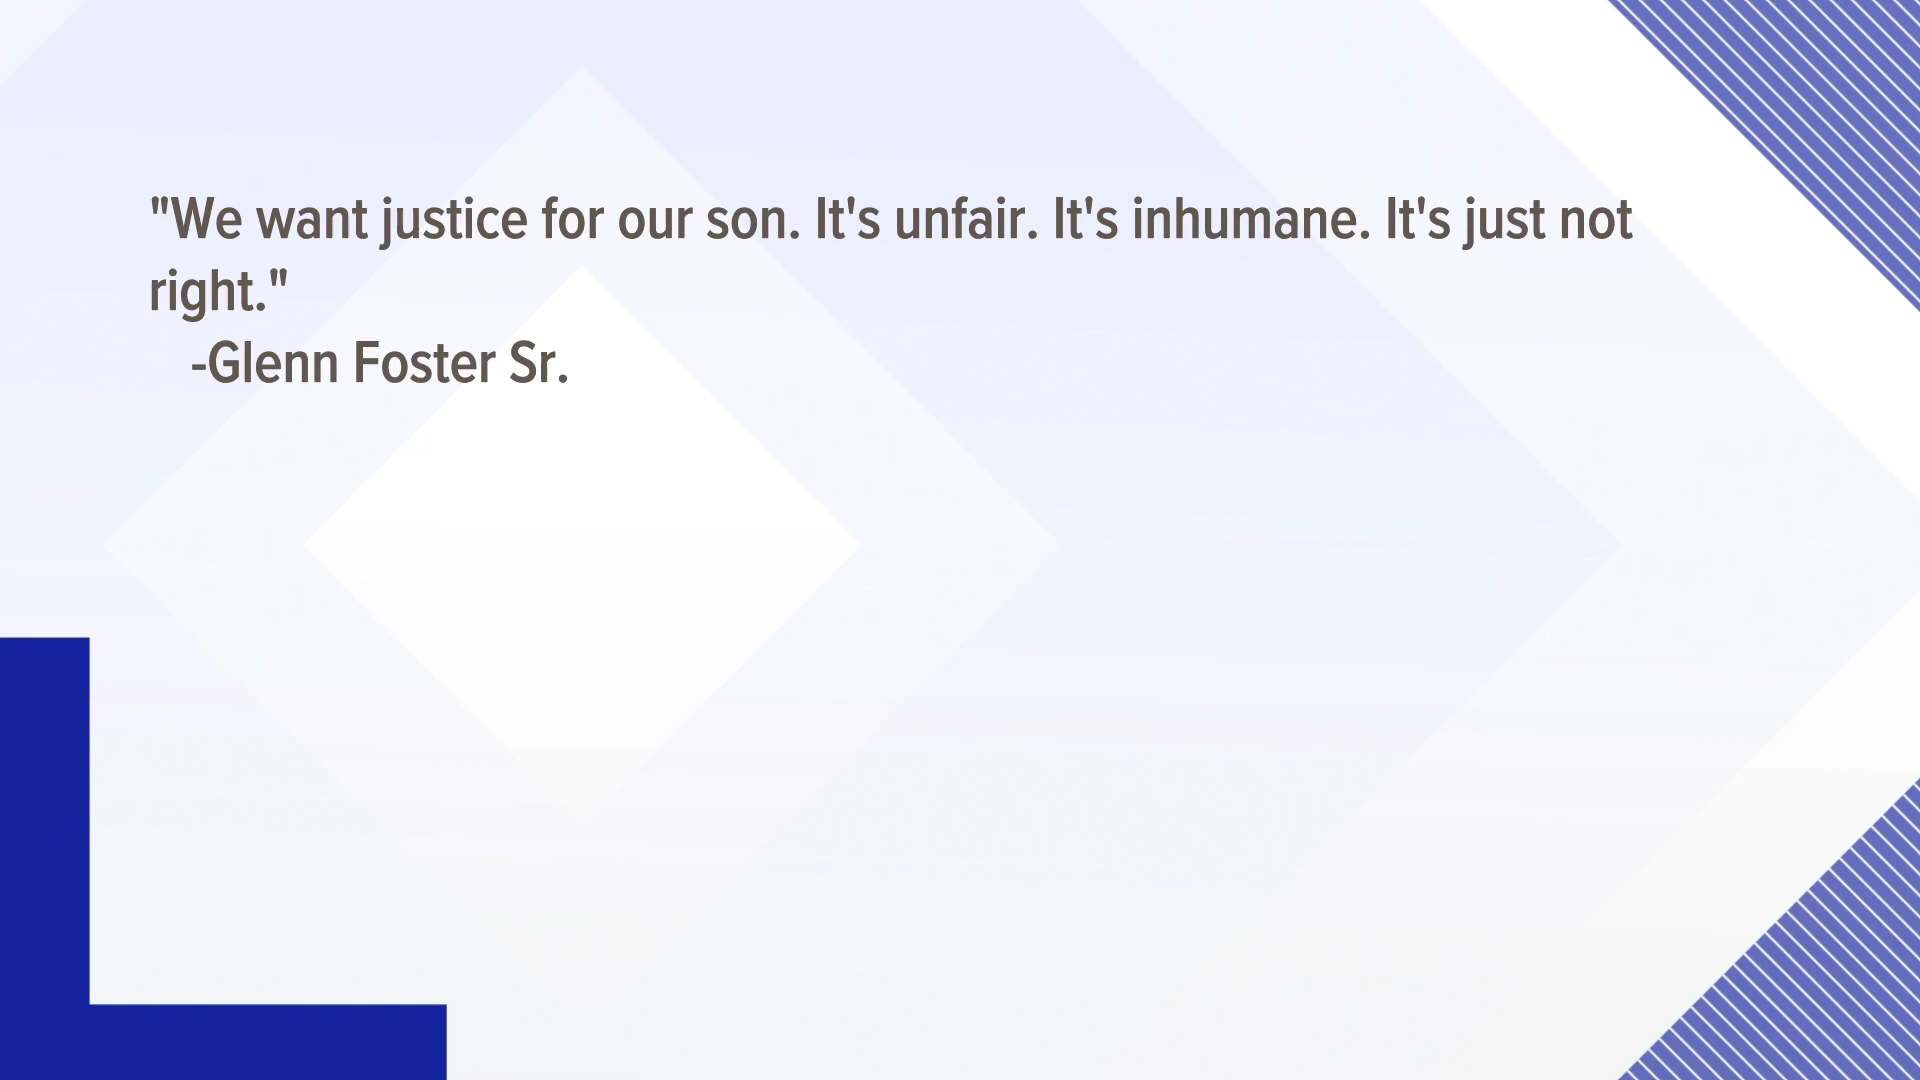 "We want justice for our son. It's unfair. It's inhumane. It's just not
right."
-Glenn Foster Sr.